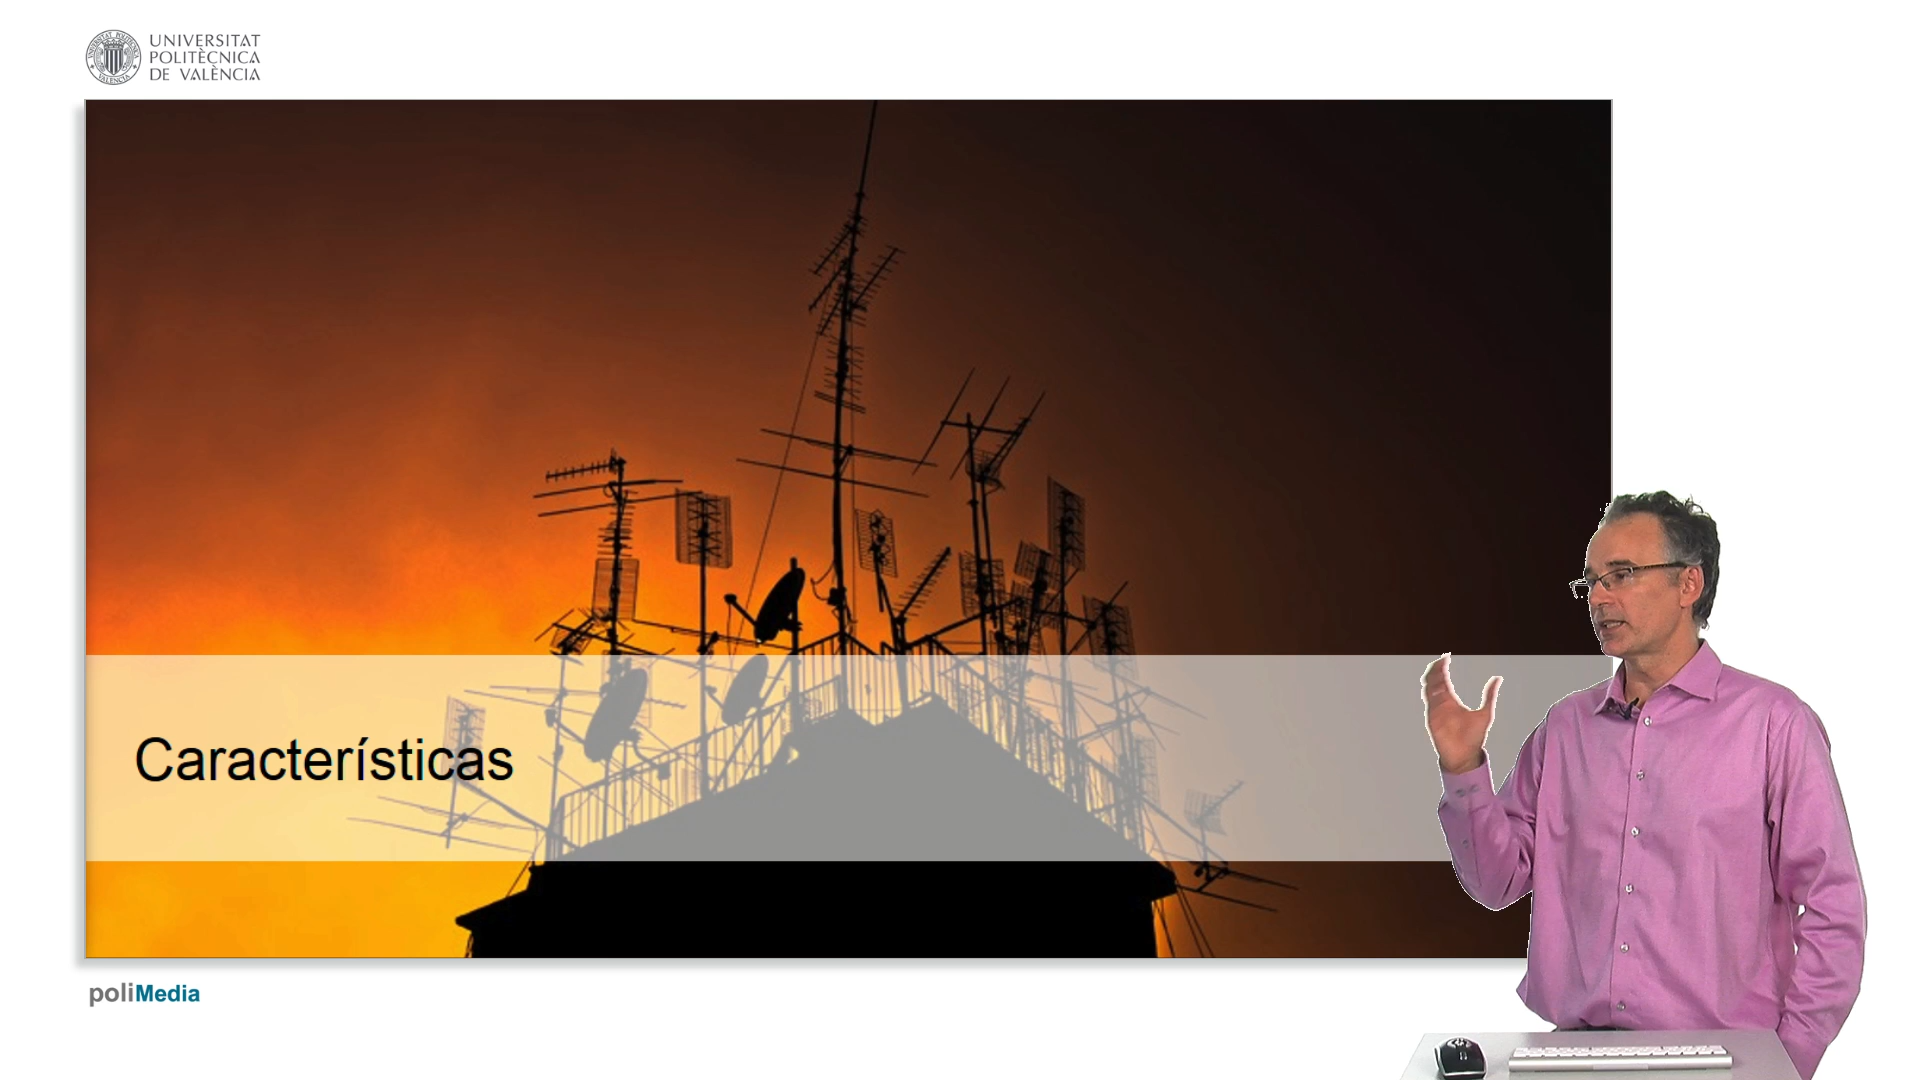 UNIVERSITAT
POLITÈCNICA
DE VALÈNCIA
Características
poliMedia